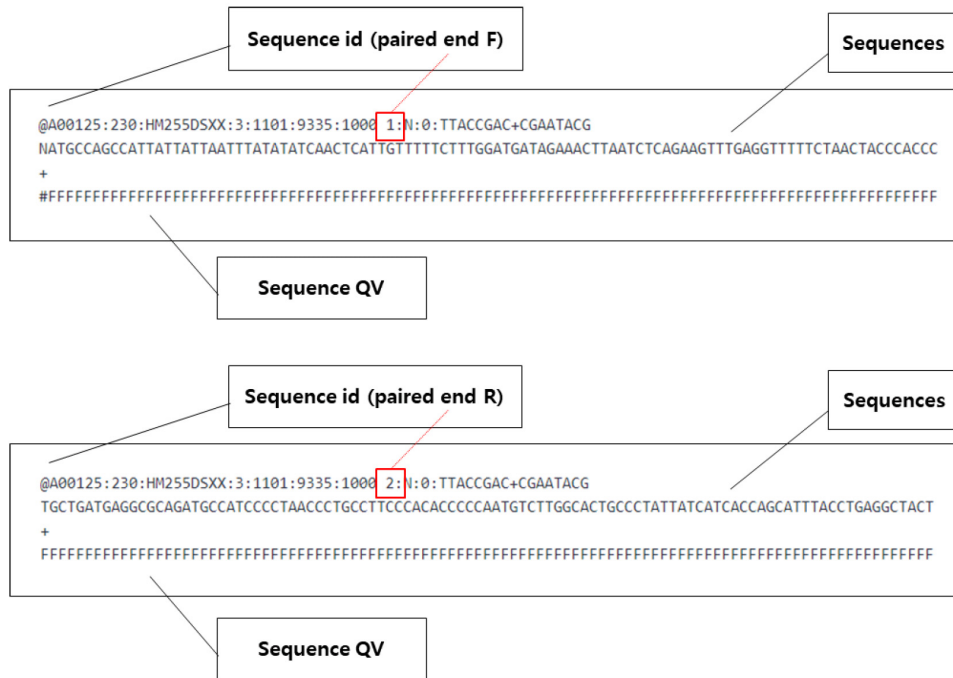 Sequence id (paired end F)
Sequences
@A00125:230:HM255DSXX:3:1101:9335:1000 1:N:0:TTACCGAC+CGAATACG
NATGCCAGCCATTATTATTAATTTATATATCAACTCATTGTTTTTCTTTGGATGATAGAAACTTAATCTCAGAAGTTTGAGGTTTTTCTAACTACCCACCC
+
#FFFFFFFFFFFFFFFFFFFFFFFFFFFFFFFFFFFFFFFFFFFFFFFFFFFFFFFFFFFFFFFFFFFFFFFFFFFFFFFFFFFFFFFFFFFFFFFFFFFF
Sequence QV
Sequence id (paired end R)
Sequences
@A00125:230:HM255DSXX:3:1101:9335:1000 2:N:0:TTACCGAC+CGAATACG
TGCTGATGAGGCGCAGATGCCATCCCCTAACCCTGCCTTCCCACACCCCCAATGTCTTGGCACTGCCCTATTATCATCACCAGCATTTACCTGAGGCTACT
+
FFFFFFFFFFFFFFFFFFFFFFFFFFFFFFFFFFFFFFFFFFFFFFFFFFFFFFFFFFFFFFFFFFFFFFFFFFFFFFFFFFFFFFFFFFFFFFFFFFFFF
Sequence QV